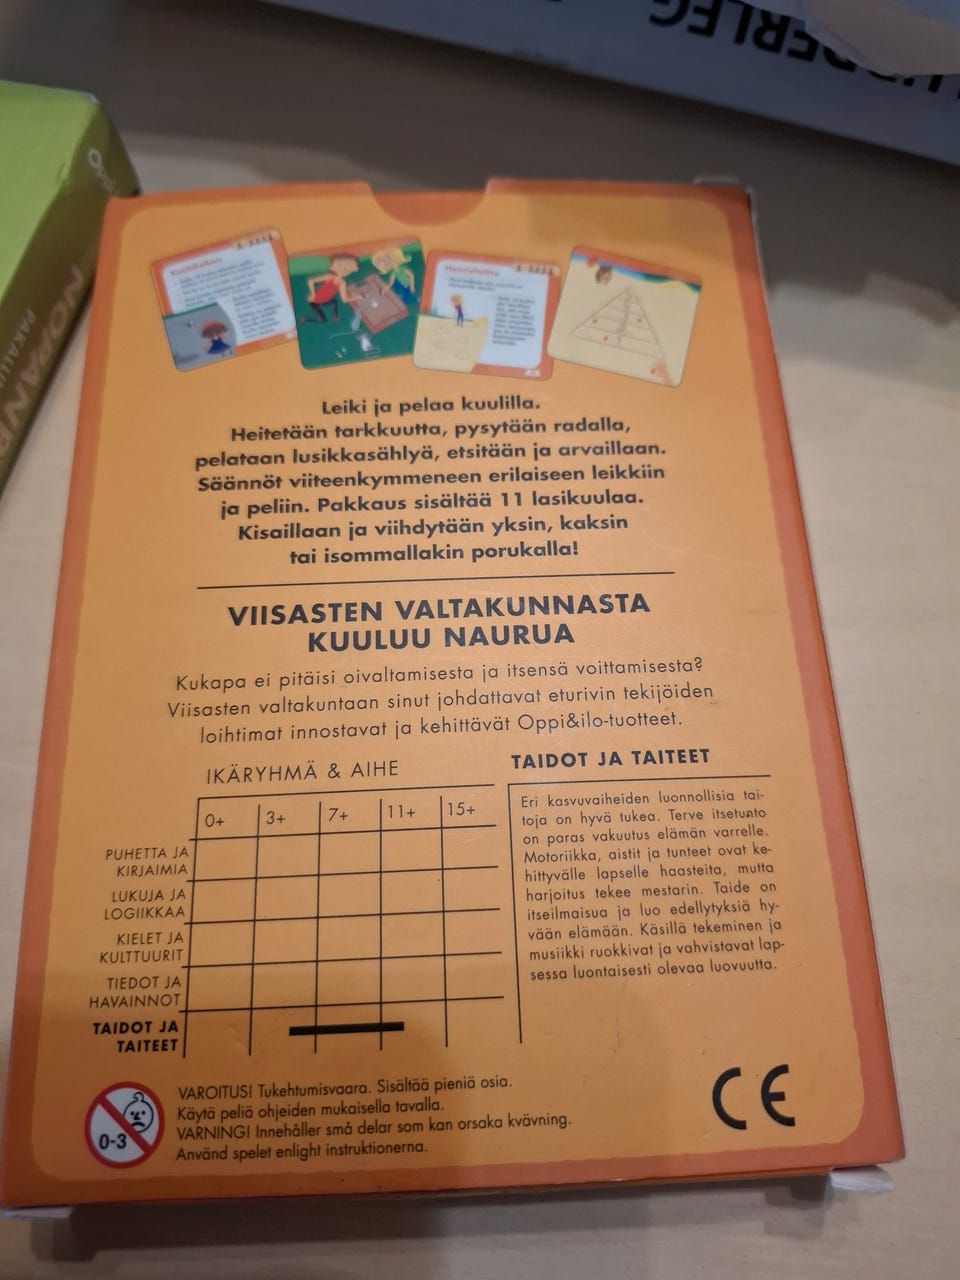 Kuulakellaus
Leiki ja pelaa kuulilla.
Heitetään tarkkuutta, pysytään radalla,
pelataan lusikkasählyä, etsitään ja arvaillaan.
Säännöt viiteenkymmeneen erilaiseen leikkiin
ja peliin. Pakkaus sisältää 11 lasikuulaa.
Kisaillaan ja viihdytään yksin, kaksin
tai isommallakin porukalla!
VIISASTEN VALTAKUNNASTA
KUULUU NAURUA
Kukapa ei pitäisi oivaltamisesta ja itsensä voittamisesta?
Viisasten valtakuntaan sinut johdattavat eturivin tekijöiden
loihtimat innostavat ja kehittävät Oppi&ilo-tuotteet.
IKÄRYHMÄ & AIHE
0+ 3+ 7+ 11+ 15+
PUHETTA JA
KIRJAIMIA
LUKUJA JA
LOGIIKKAA
KIELET JA
KULTTUURIT
TIEDOT JA
HAVAINNOT
TAIDOT JA
TAITEET
TAIDOT JA TAITEET
Eri kasvuvaiheiden luonnollisia tai-
toja on hyvä tukea. Terve itsetunto
on paras vakuutus elämän varrelle.
Motoriikka, aistit ja tunteet ovat ke-
hittyvälle lapselle haasteita, mutta
harjoitus tekee mestarin. Taide on
itseilmaisua ja luo edellytyksiä hy-
vään elämään. Käsillä tekeminen ja
musiikki ruokkivat ja vahvistavat lap-
sessa luontaisesti olevaa luovuutta.
0-3
VAROITUS! Tukehtumisvaara. Sisältää pieniä osia.
Käytä peliä ohjeiden mukaisella tavalla.
VARNING! Innehåller små delar som kan orsaka kvävning.
Använd spelet enlight instruktionerna.
CE